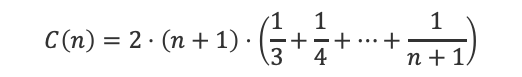 C(n) = 2 · (n + 1) · (1/3 + 1/4 + ⋯ + 1/(n + 1))